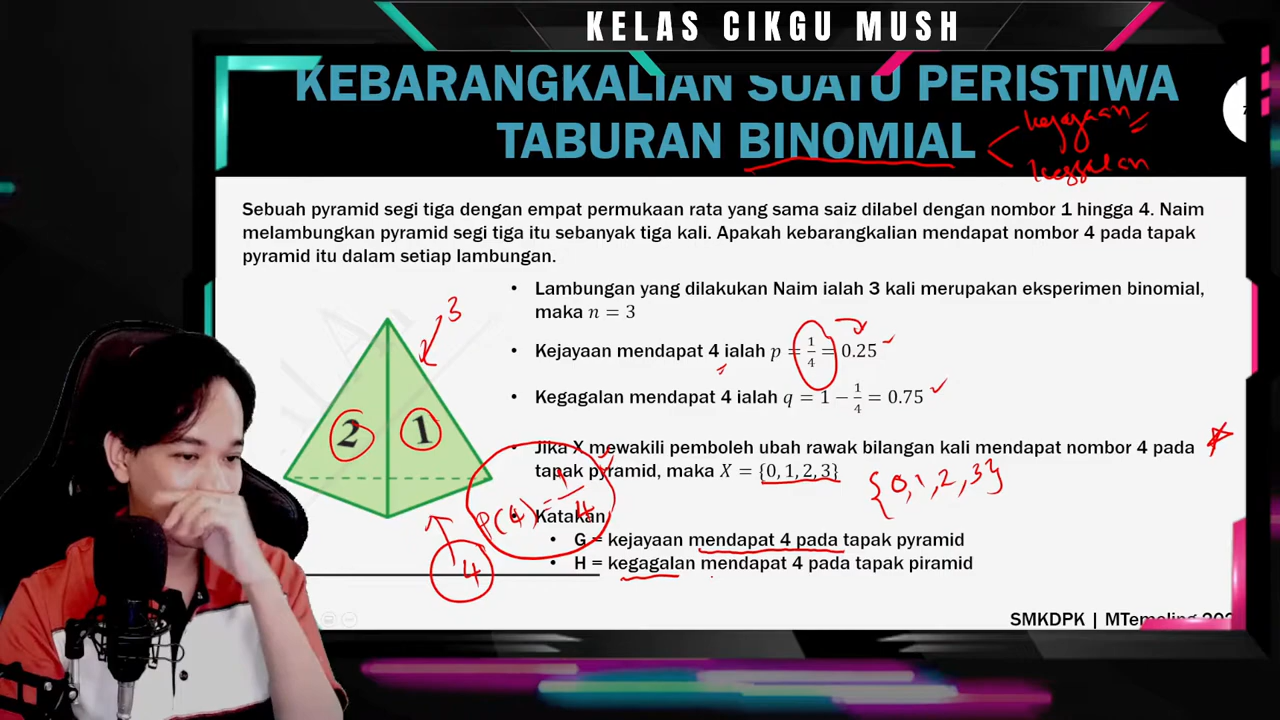 KELAS CIKGU MUSH
KEBARANGKALIAN SUATU PERISTIWA
TABURAN BINOMIAL
kejayaan
kegagalan
Sebuah pyramid segi tiga dengan empat permukaan rata yang sama saiz dilabel dengan nombor 1 hingga 4. Naim
melambungkan pyramid segi tiga itu sebanyak tiga kali. Apakah kebarangkalian mendapat nombor 4 pada tapak
pyramid itu dalam setiap lambungan.
• Lambungan yang dilakukan Naim ialah 3 kali merupakan eksperimen binomial,
maka n = 3
3
• Kejayaan mendapat 4 ialah p = 1/4 = 0.25
• Kegagalan mendapat 4 ialah q = 1 − 1/4 = 0.75
2 1
• Jika X mewakili pemboleh ubah rawak bilangan kali mendapat nombor 4 pada
tapak pyramid, maka X = {0, 1, 2, 3}
{0, 1, 2, 3}
P(4) = 1/4
• Katakan
• G = kejayaan mendapat 4 pada tapak pyramid
• H = kegagalan mendapat 4 pada tapak piramid
4
SMKDPK | MTemeling